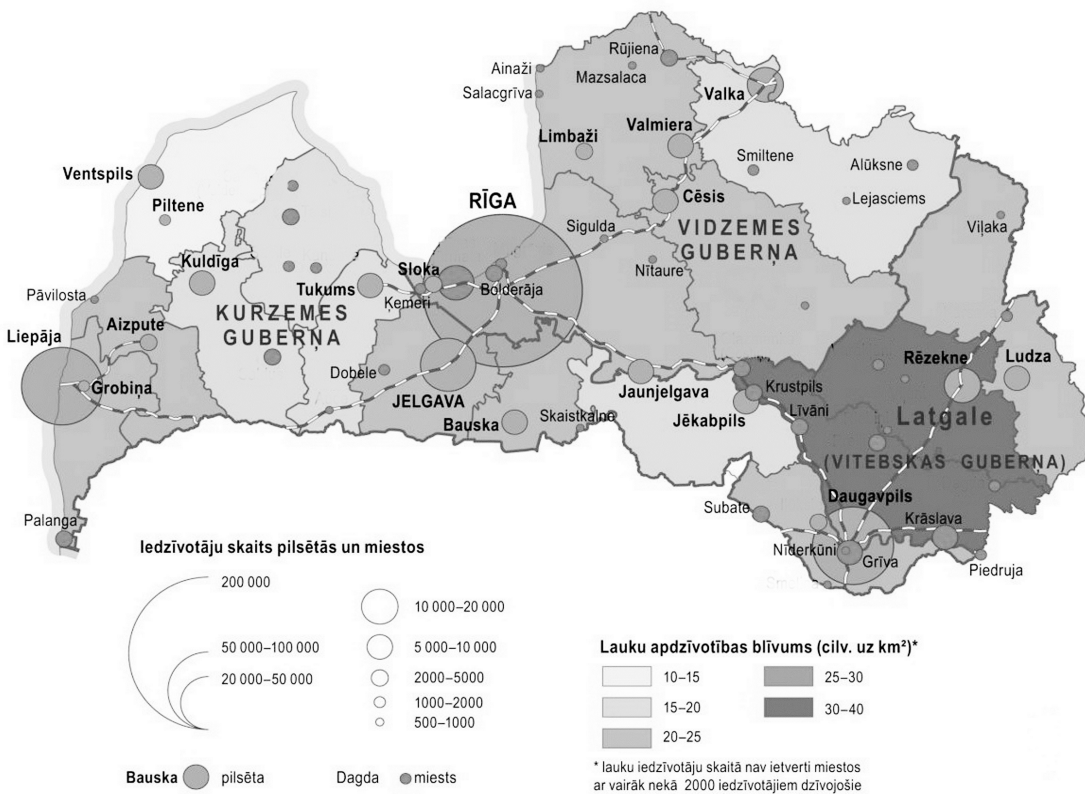 Rūjiena
Ainaži
Mazsalaca
Salacgrīva
Valka
Limbaži
Valmiera
Smiltene
Alūksne
Ventspils
Cēsis
Lejasciems
Piltene
RĪGA
Sigulda
VIDZEMES
GUBERŅA
Viļaka
Kuldīga
Sloka
Nītaure
Tukums
Ķemeri
Bolderāja
Pāvilosta
KURZEMES
GUBERŅA
Aizpute
Liepāja
Grobiņa
Dobele
Rēzekne
Ludza
JELGAVA
Jaunjelgava
Krustpils
Bauska
Skaistkalne
Jēkabpils
Līvāni
Latgale
(VITEBSKAS GUBERŅA)
Daugavpils
Palanga
Subate
Krāslava
Nīderkūni
Grīva
Piedruja
Iedzīvotāju skaits pilsētās un miestos
200 000
50 000–100 000
20 000–50 000
10 000–20 000
5 000–10 000
2000–5000
1000–2000
500–1000
Bauska pilsēta
Dagda miests
Lauku apdzīvotības blīvums (cilv. uz km²)*
10–15
15–20
20–25
25–30
30–40
* lauku iedzīvotāju skaitā nav ietverti miestos
ar vairāk nekā 2000 iedzīvotājiem dzīvojošie